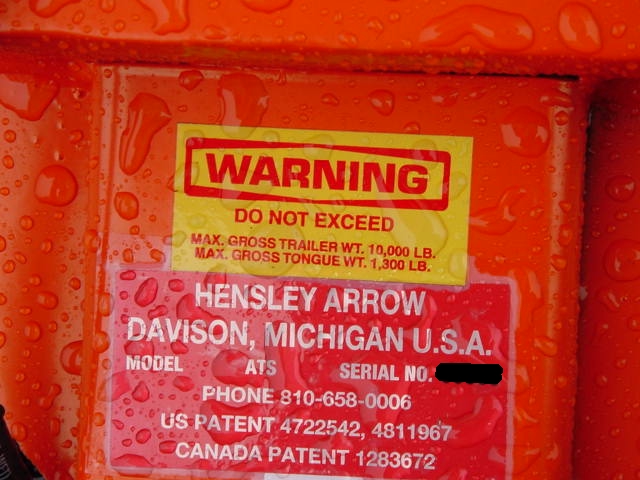 WARNING
DO NOT EXCEED
MAX. GROSS TRAILER WT. 10,000 LB.
MAX. GROSS TONGUE WT. 1,300 LB.
HENSLEY ARROW
DAVISON, MICHIGAN U.S.A.
MODEL ATS SERIAL NO.
PHONE 810-658-0006
US PATENT 4722542, 4811967
CANADA PATENT 1283672